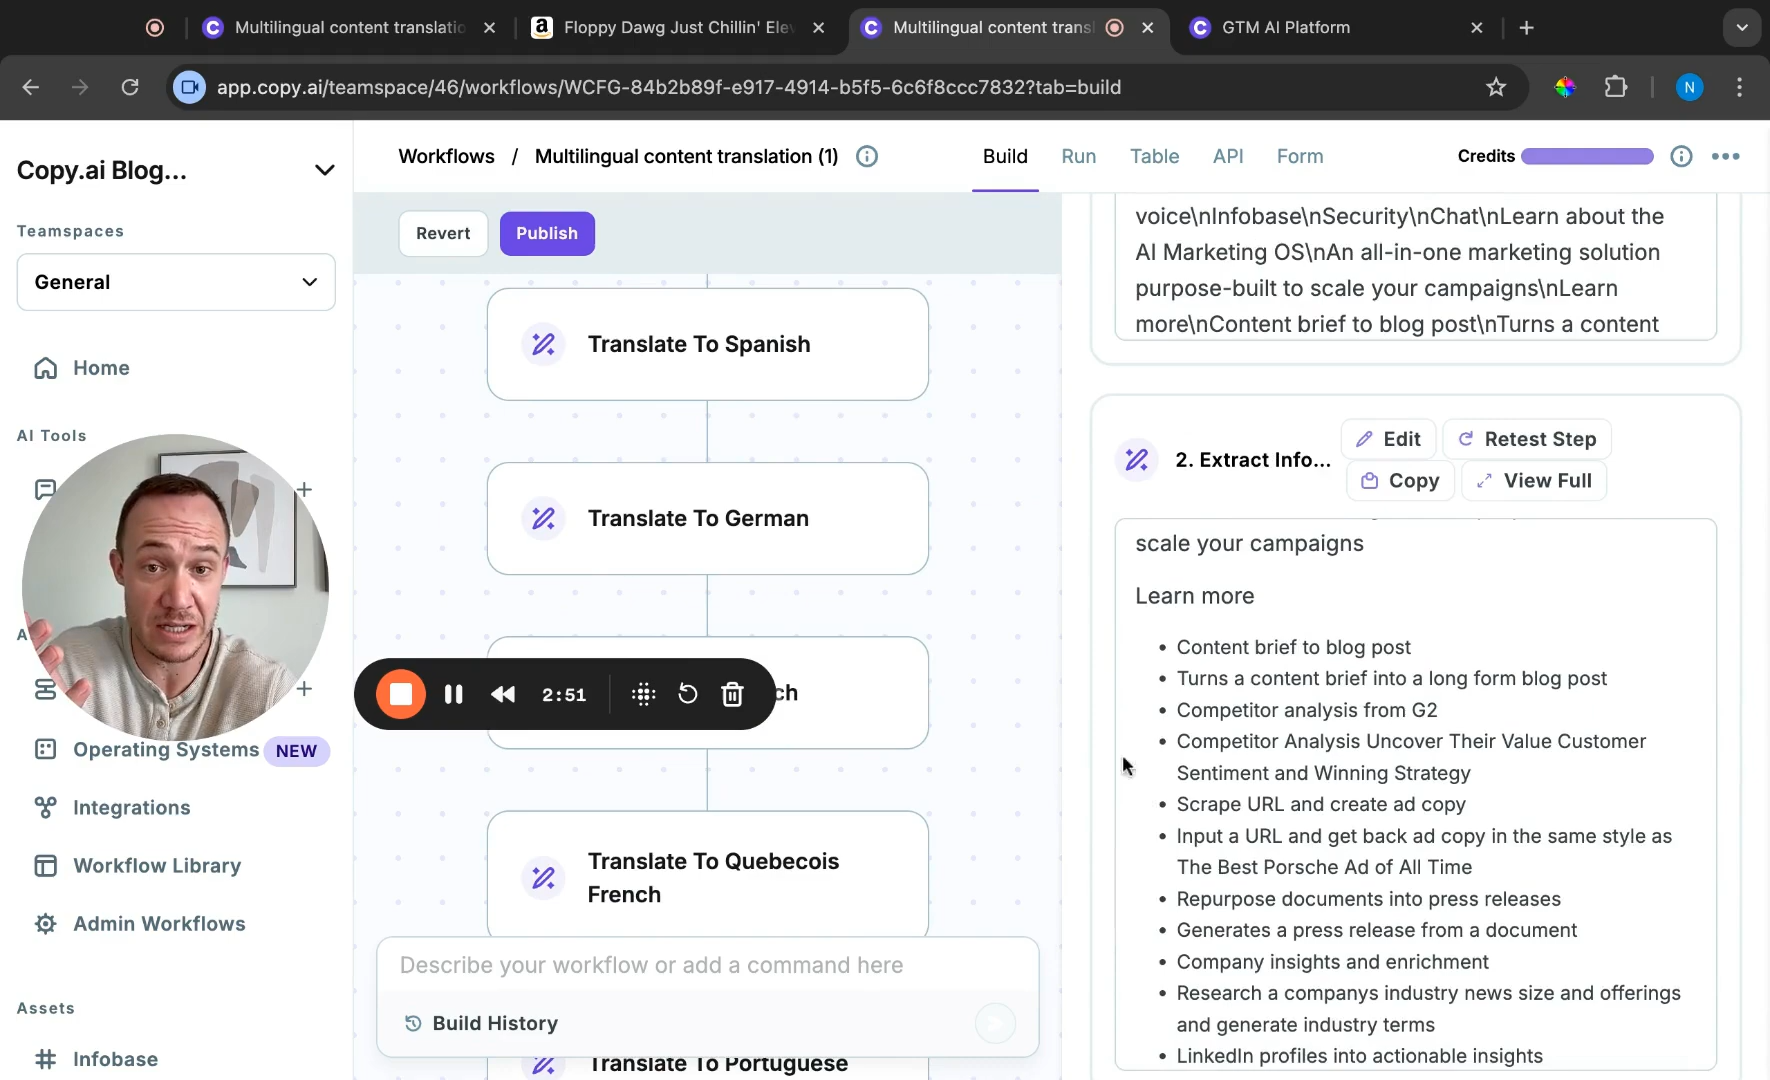 Multilingual content translatio
Floppy Dawg Just Chillin' Elev
Multilingual content transl
GTM AI Platform
app.copy.ai/teamspace/46/workflows/WCFG-84b2b89f-e917-4914-b5f5-6c6f8ccc7832?tab=build
N
Copy.ai Blog...
Teamspaces
General
Home
AI Tools
A
Operating Systems NEW
Integrations
Workflow Library
Admin Workflows
Assets
Infobase
Workflows / Multilingual content translation (1)
Build
Run
Table
API
Form
Credits
Revert
Publish
Translate To Spanish
Translate To German
ch
2:51
Translate To Quebecois
French
Describe your workflow or add a command here
Build History
Translate To Portuguese
voice\nInfobase\nSecurity\nChat\nLearn about the
AI Marketing OS\nAn all-in-one marketing solution
purpose-built to scale your campaigns\nLearn
more\nContent brief to blog post\nTurns a content
2. Extract Info...
Edit
Retest Step
Copy
View Full
scale your campaigns
Learn more
• Content brief to blog post
• Turns a content brief into a long form blog post
• Competitor analysis from G2
• Competitor Analysis Uncover Their Value Customer
Sentiment and Winning Strategy
• Scrape URL and create ad copy
• Input a URL and get back ad copy in the same style as
The Best Porsche Ad of All Time
• Repurpose documents into press releases
• Generates a press release from a document
• Company insights and enrichment
• Research a companys industry news size and offerings
and generate industry terms
• LinkedIn profiles into actionable insights